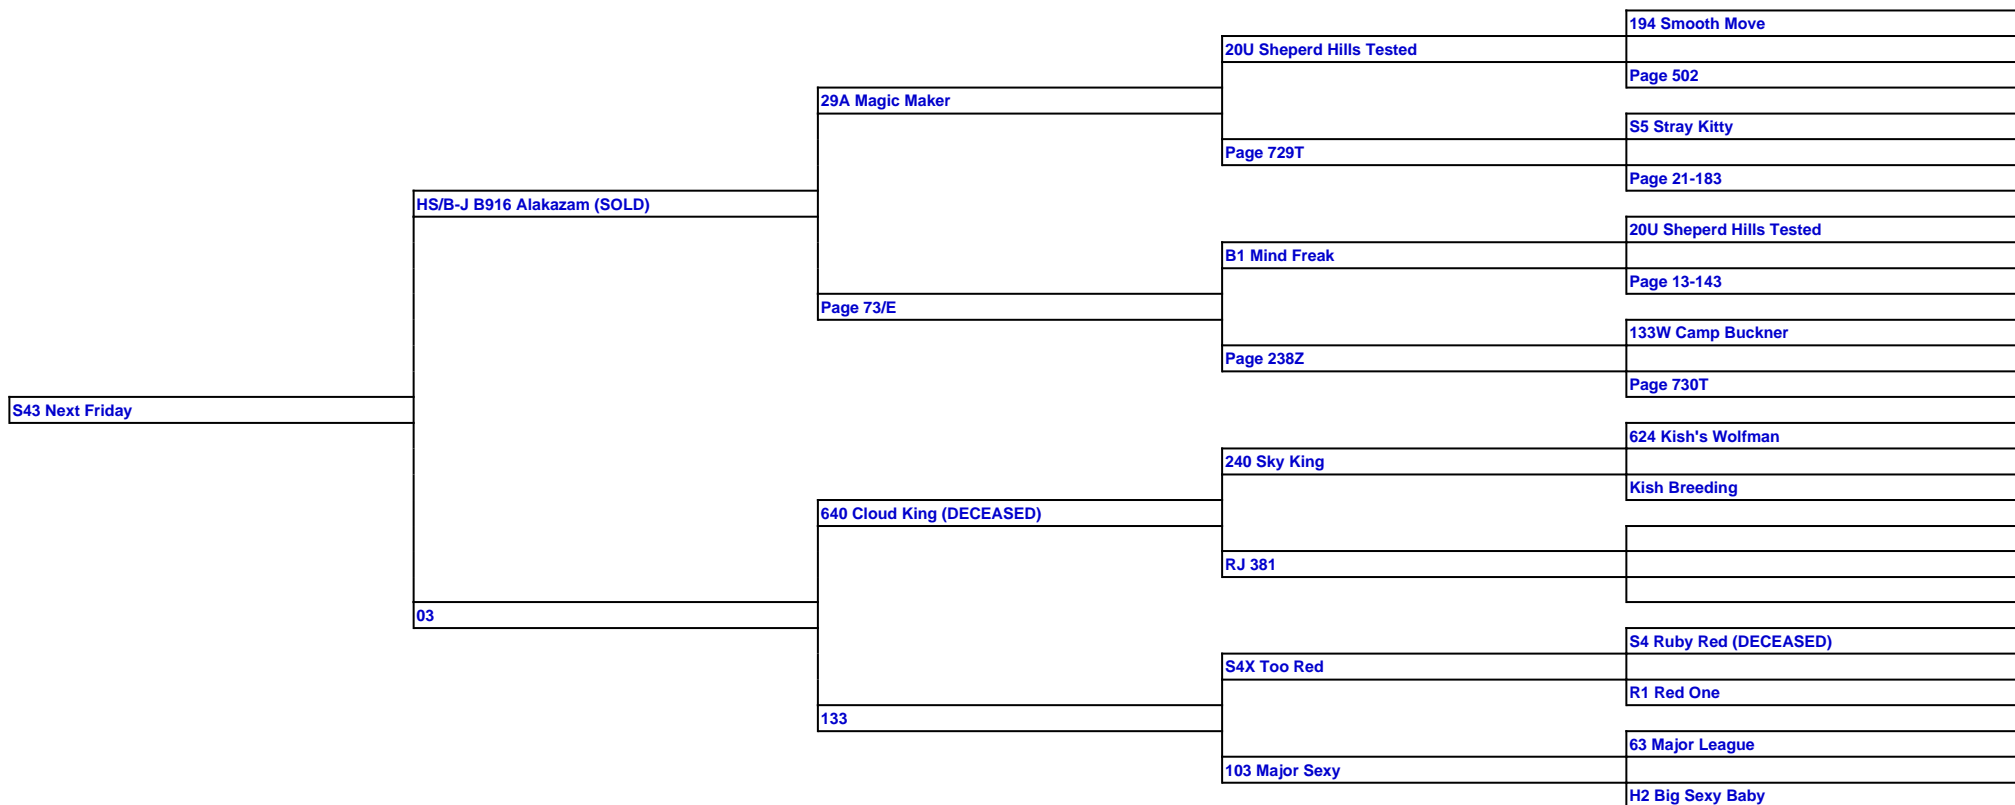 194 Smooth Move
20U Sheperd Hills Tested
Page 502
29A Magic Maker
S5 Stray Kitty
Page 729T
Page 21-183
HS/B-J B916 Alakazam (SOLD)
20U Sheperd Hills Tested
B1 Mind Freak
Page 13-143
Page 73/E
133W Camp Buckner
Page 238Z
Page 730T
S43 Next Friday
624 Kish's Wolfman
240 Sky King
Kish Breeding
640 Cloud King (DECEASED)
RJ 381
03
S4 Ruby Red (DECEASED)
S4X Too Red
R1 Red One
133
63 Major League
103 Major Sexy
H2 Big Sexy Baby